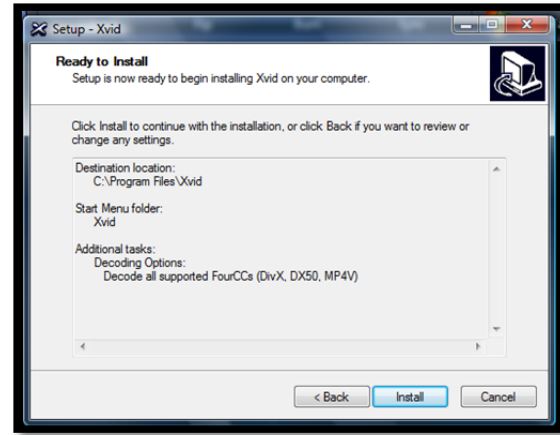 Setup - Xvid
Ready to Install
Setup is now ready to begin installing Xvid on your computer.
Click Install to continue with the installation, or click Back if you want to review or
change any settings.
Destination location:
C:\Program Files\Xvid
Start Menu folder:
Xvid
Additional tasks:
Decoding Options:
Decode all supported FourCCs (DivX, DX50, MP4V)
< Back
Install
Cancel